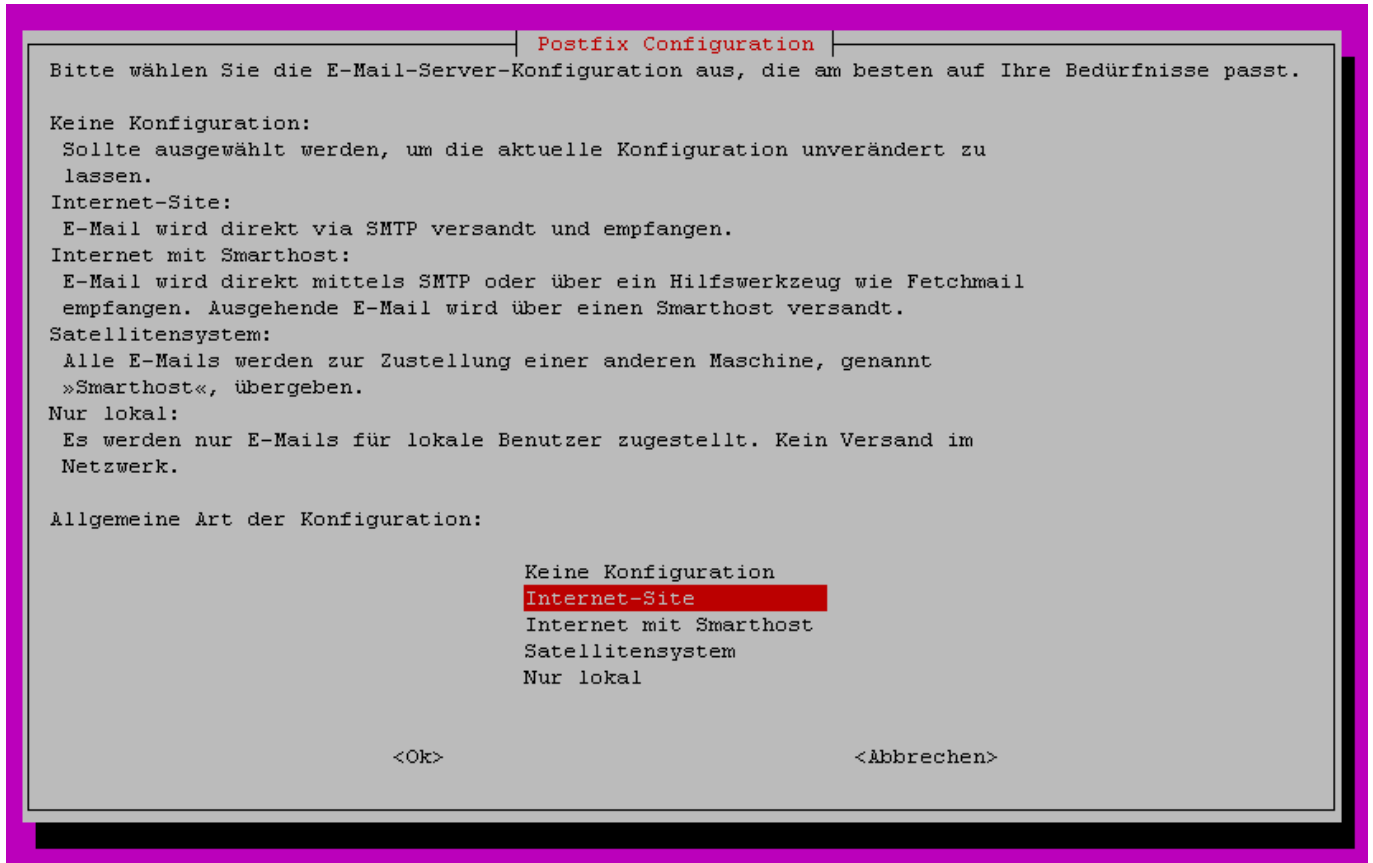 Postfix Configuration
Bitte wählen Sie die E-Mail-Server-Konfiguration aus, die am besten auf Ihre Bedürfnisse passt.
Keine Konfiguration:
Sollte ausgewählt werden, um die aktuelle Konfiguration unverändert zu
lassen.
Internet-Site:
E-Mail wird direkt via SMTP versandt und empfangen.
Internet mit Smarthost:
E-Mail wird direkt mittels SMTP oder über ein Hilfswerkzeug wie Fetchmail
empfangen. Ausgehende E-Mail wird über einen Smarthost versandt.
Satellitensystem:
Alle E-Mails werden zur Zustellung einer anderen Maschine, genannt
»Smarthost«, übergeben.
Nur lokal:
Es werden nur E-Mails für lokale Benutzer zugestellt. Kein Versand im
Netzwerk.
Allgemeine Art der Konfiguration:
Keine Konfiguration
Internet-Site
Internet mit Smarthost
Satellitensystem
Nur lokal
<Ok> <Abbrechen>